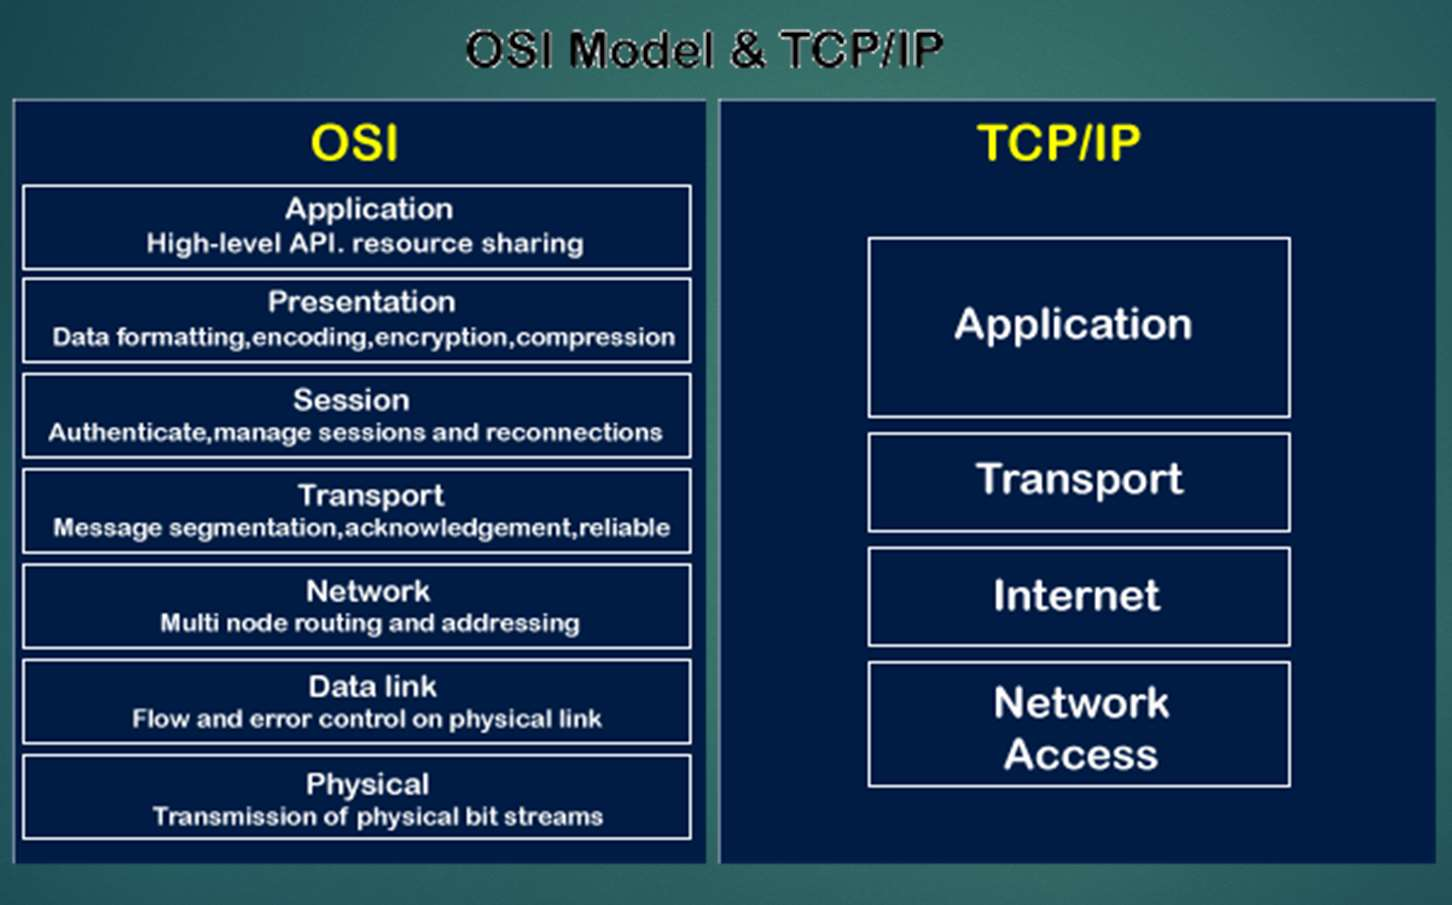 OSI Model & TCP/IP
OSI
Application
High-level API. resource sharing
Presentation
Data formatting,encoding,encryption,compression
Session
Authenticate,manage sessions and reconnections
Transport
Message segmentation,acknowledgement,reliable
Network
Multi node routing and addressing
Data link
Flow and error control on physical link
Physical
Transmission of physical bit streams
TCP/IP
Application
Transport
Internet
Network
Access